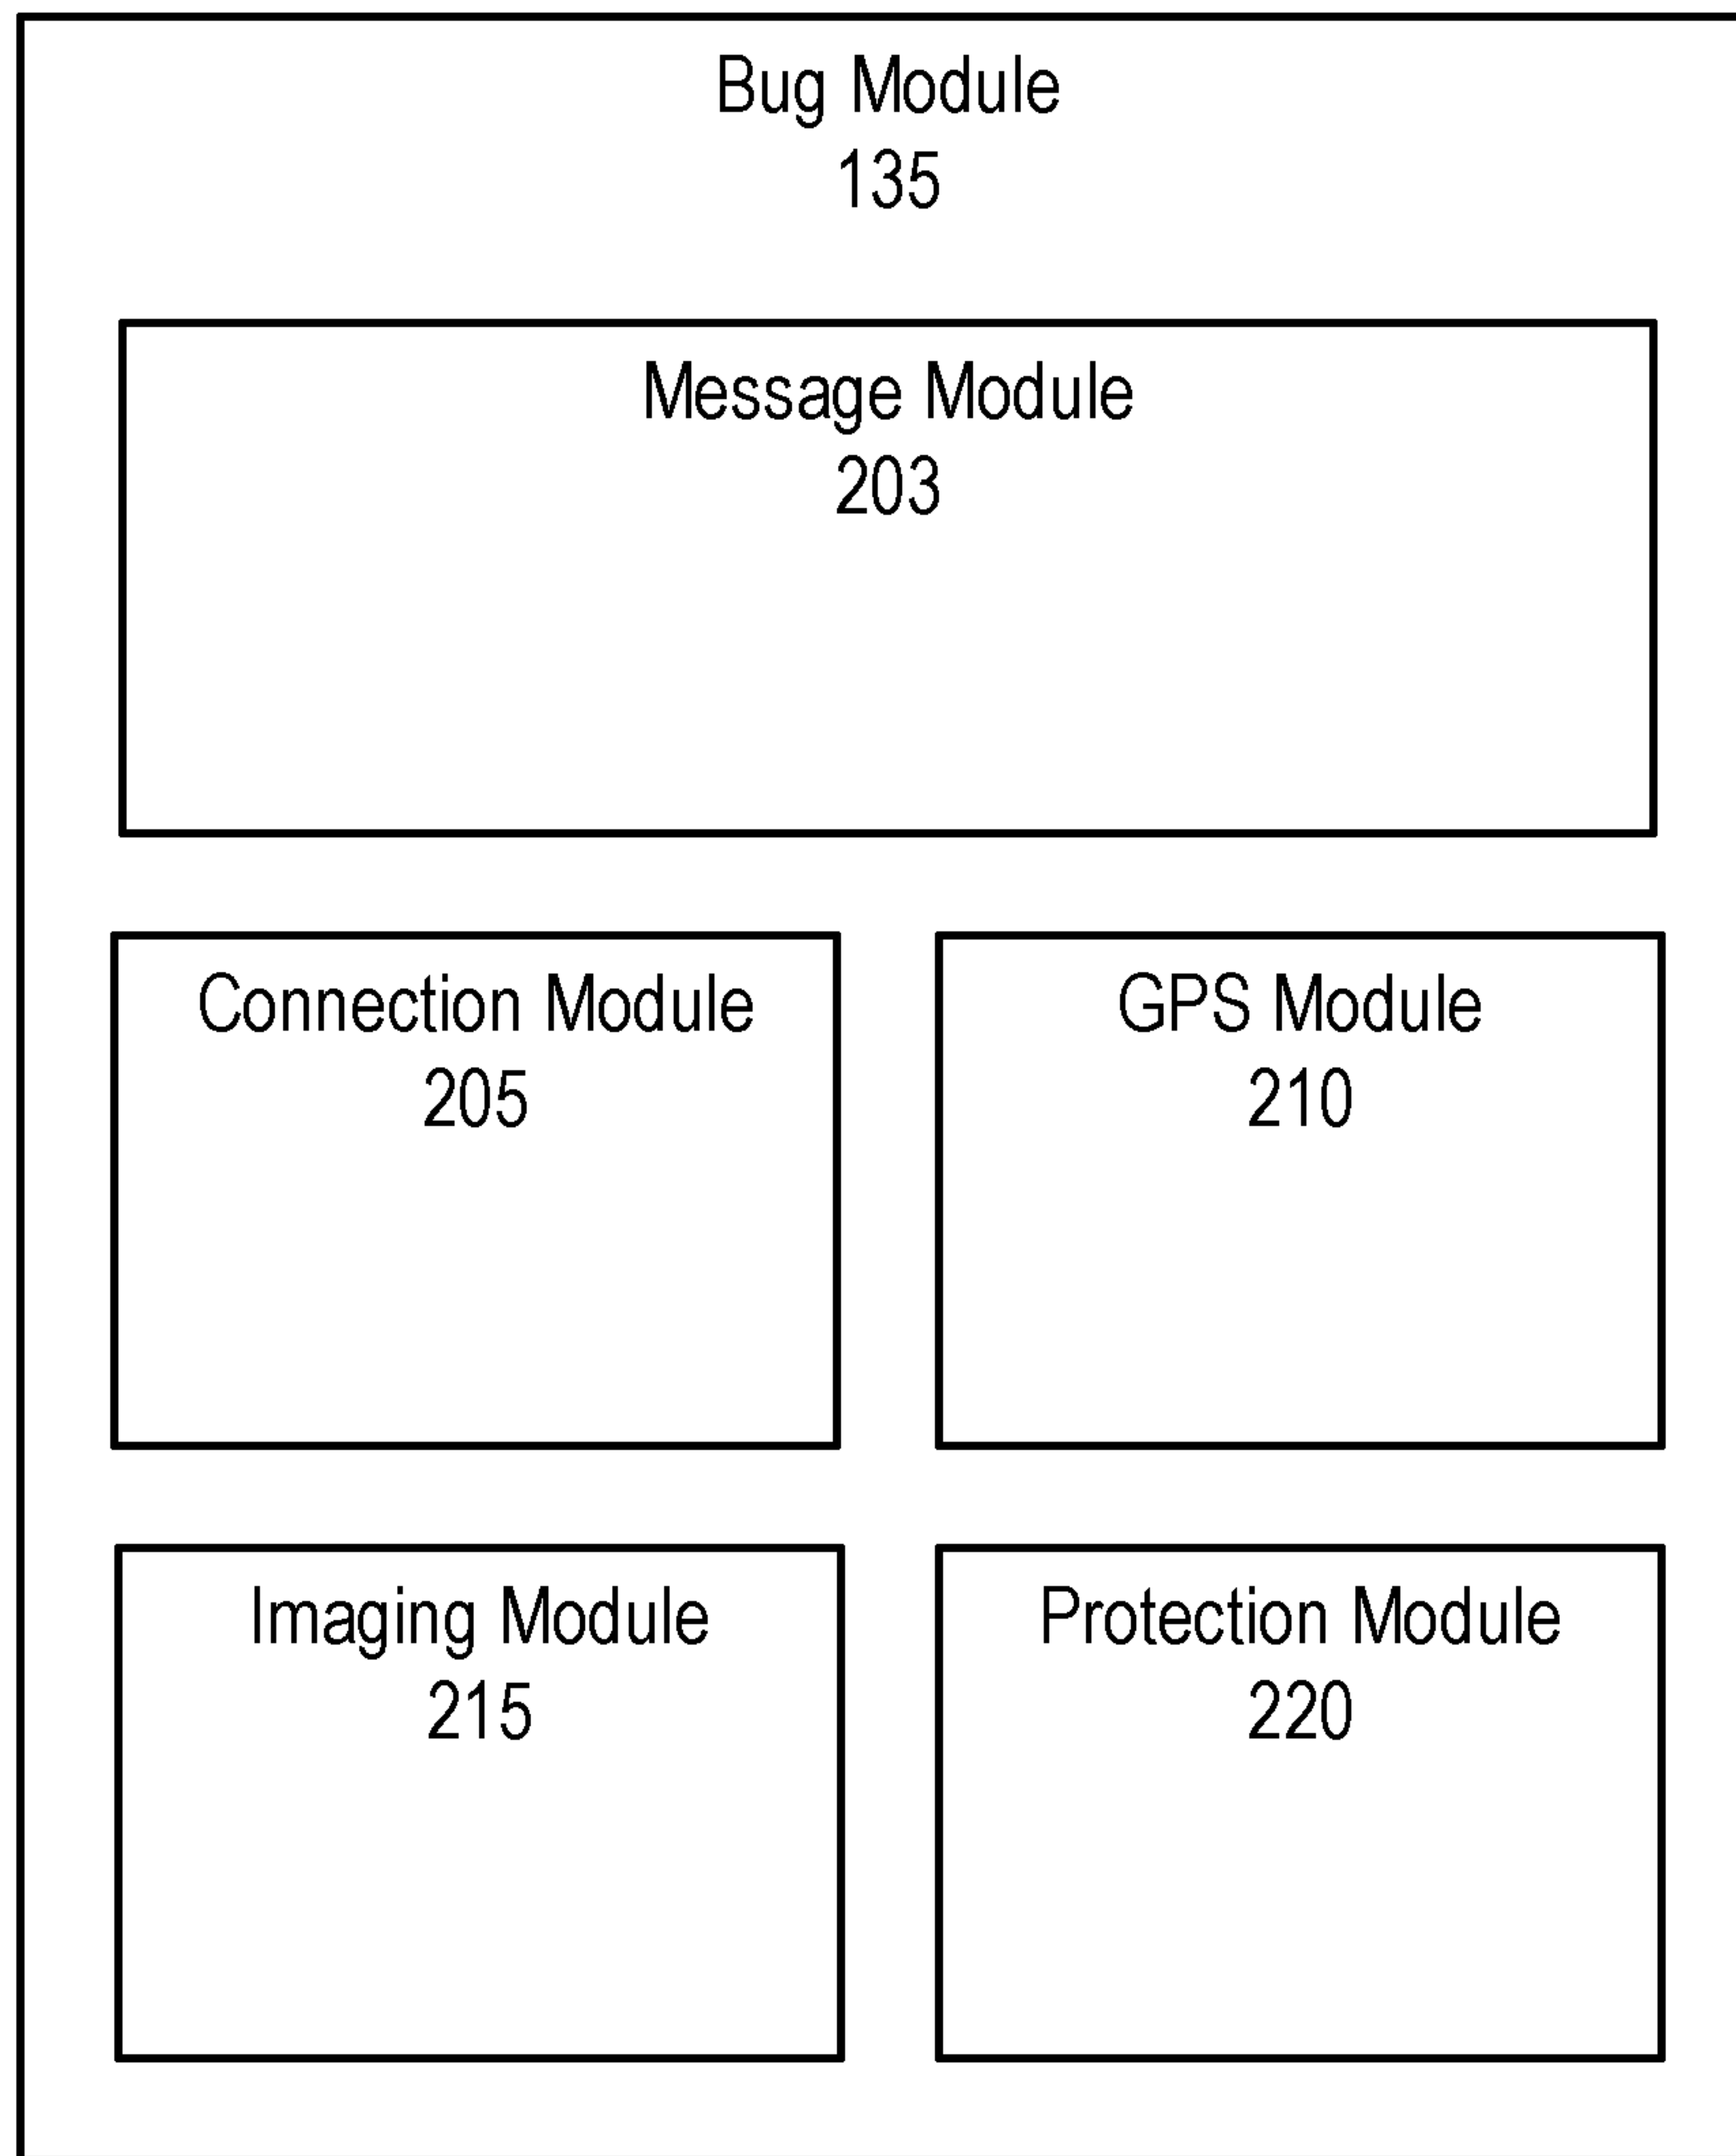 Bug Module
135
Message Module
203
Connection Module
205
GPS Module
210
Imaging Module
215
Protection Module
220